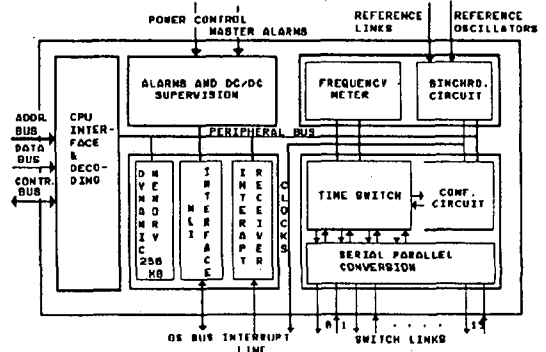 POWER CONTROL
MASTER ALARMS
REFERENCE
LINKS
REFERENCE
OSCILLATORS
ALARMS AND DC/DC
SUPERVISION
FREQUENCY
METER
SINCHRO.
CIRCUIT
ADDR.
BUS
DATA
BUS
CONTR.
BUS
CPU
INTER-
FACE
&
DECO-
DING
PERIPHERAL BUS
DYNAMIC
MEMORY
256 KB
MLI
INTERFACE
INTERAPT
RECEIVER
CLOCKS
TIME SWITCH
CONF.
CIRCUIT
SERIAL PARALLEL
CONVERSION
GS BUS
INTERRUPT
LINE
0 1 . . . . 15
SWITCH LINKS